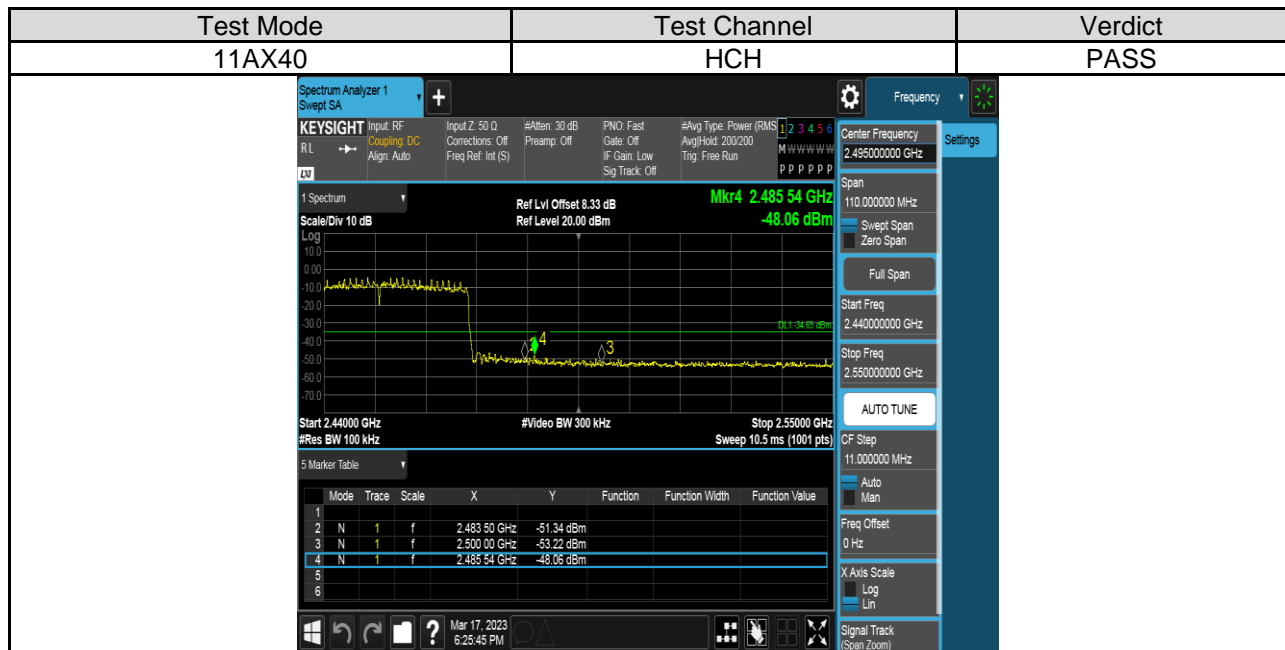 Test Mode Test Channel Verdict
11AX40 HCH PASS
Spectrum Analyzer 1
Swept SA
+
Frequency
KEYSIGHT
RL
LXI
Input: RF
Coupling: DC
Align: Auto
Input Z: 50 Ω
Corrections: Off
Freq Ref: Int (S)
#Atten: 30 dB
Preamp: Off
PNO: Fast
Gate: Off
IF Gain: Low
Sig Track: Off
#Avg Type: Power (RMS
Avg|Hold: 200/200
Trig: Free Run
1 2 3 4 5 6
M W W W W W
P P P P P P
Center Frequency
2.495000000 GHz
Settings
Span
110.000000 MHz
Swept Span
Zero Span
Full Span
Start Freq
2.440000000 GHz
Stop Freq
2.550000000 GHz
AUTO TUNE
CF Step
11.000000 MHz
Auto
Man
Freq Offset
0 Hz
X Axis Scale
Log
Lin
Signal Track
(Span Zoom)
1 Spectrum
Scale/Div 10 dB
Ref Lvl Offset 8.33 dB
Ref Level 20.00 dBm
Mkr4 2.485 54 GHz
-48.06 dBm
Log
10.0
0.00
-10.0
-20.0
-30.0
-40.0
-50.0
-60.0
-70.0
DL1 -34.65 dBm
4
3
Start 2.44000 GHz #Video BW 300 kHz Stop 2.55000 GHz
#Res BW 100 kHz Sweep 10.5 ms (1001 pts)
5 Marker Table
Mode Trace Scale X Y Function Function Width Function Value
1
2 N 1 f 2.483 50 GHz -51.34 dBm
3 N 1 f 2.500 00 GHz -53.22 dBm
4 N 1 f 2.485 54 GHz -48.06 dBm
5
6
? Mar 17, 2023
6:25:45 PM